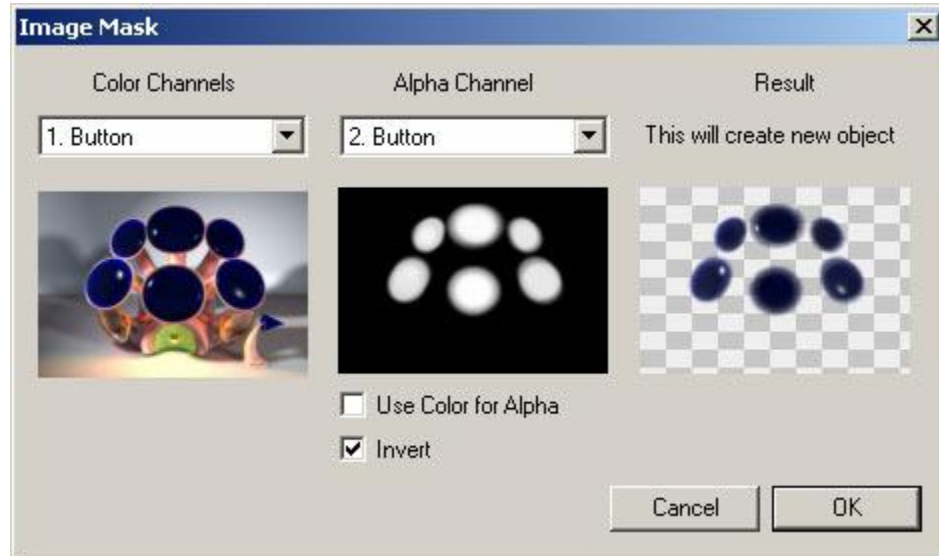 Image Mask
Color Channels
Alpha Channel
Result
1. Button
2. Button
This will create new object
Use Color for Alpha
Invert
Cancel
OK